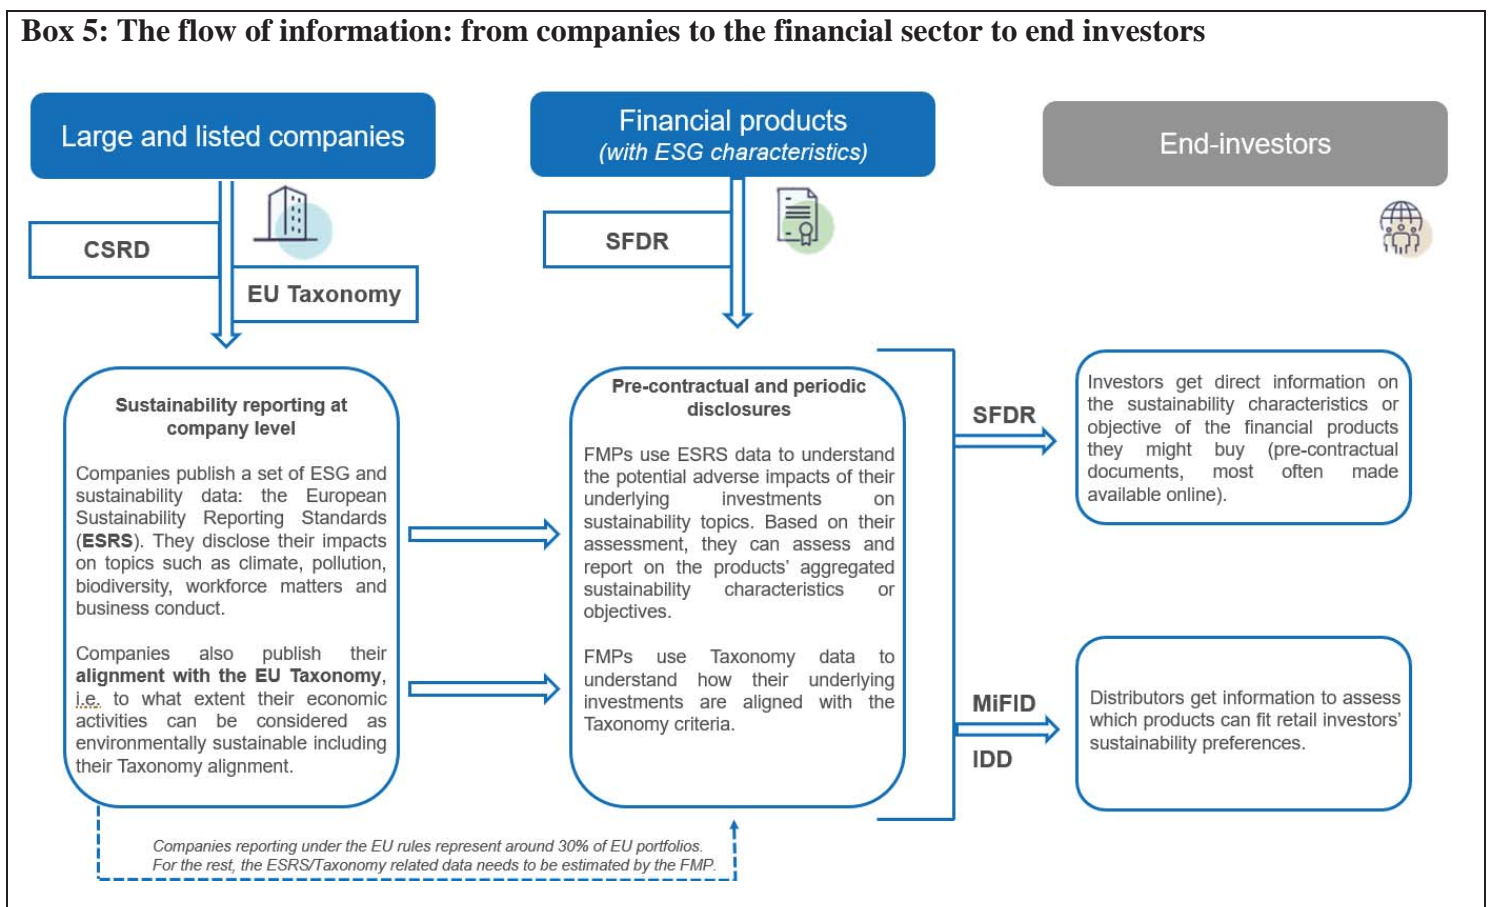 Box 5: The flow of information: from companies to the financial sector to end investors
Large and listed companies
CSRD
EU Taxonomy
Sustainability reporting at
company level
Companies publish a set of ESG and
sustainability data: the European
Sustainability Reporting Standards
(ESRS). They disclose their impacts
on topics such as climate, pollution,
biodiversity, workforce matters and
business conduct.
Companies also publish their
alignment with the EU Taxonomy,
i.e. to what extent their economic
activities can be considered as
environmentally sustainable including
their Taxonomy alignment.
Financial products
(with ESG characteristics)
SFDR
Pre-contractual and periodic
disclosures
FMPs use ESRS data to understand
the potential adverse impacts of their
underlying investments on
sustainability topics. Based on their
assessment, they can assess and
report on the products' aggregated
sustainability characteristics or
objectives.
FMPs use Taxonomy data to
understand how their underlying
investments are aligned with the
Taxonomy criteria.
Companies reporting under the EU rules represent around 30% of EU portfolios.
For the rest, the ESRS/Taxonomy related data needs to be estimated by the FMP.
End-investors
SFDR
Investors get direct information on
the sustainability characteristics or
objective of the financial products
they might buy (pre-contractual
documents, most often made
available online).
MiFID
IDD
Distributors get information to assess
which products can fit retail investors'
sustainability preferences.